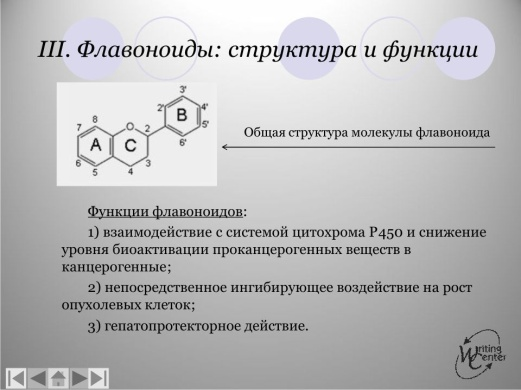 III. Флавоноиды: структура и функции
3'
2'
4'
B
8
5'
O
7
2
6'
A
C
6
3
5
4
Общая структура молекулы флавоноида
Функции флавоноидов:
1) взаимодействие с системой цитохрома P450 и снижение
уровня биоактивации проканцерогенных веществ в
канцерогенные;
2) непосредственное ингибирующее воздействие на рост
опухолевых клеток;
3) гепатопротекторное действие.
Writing
Center